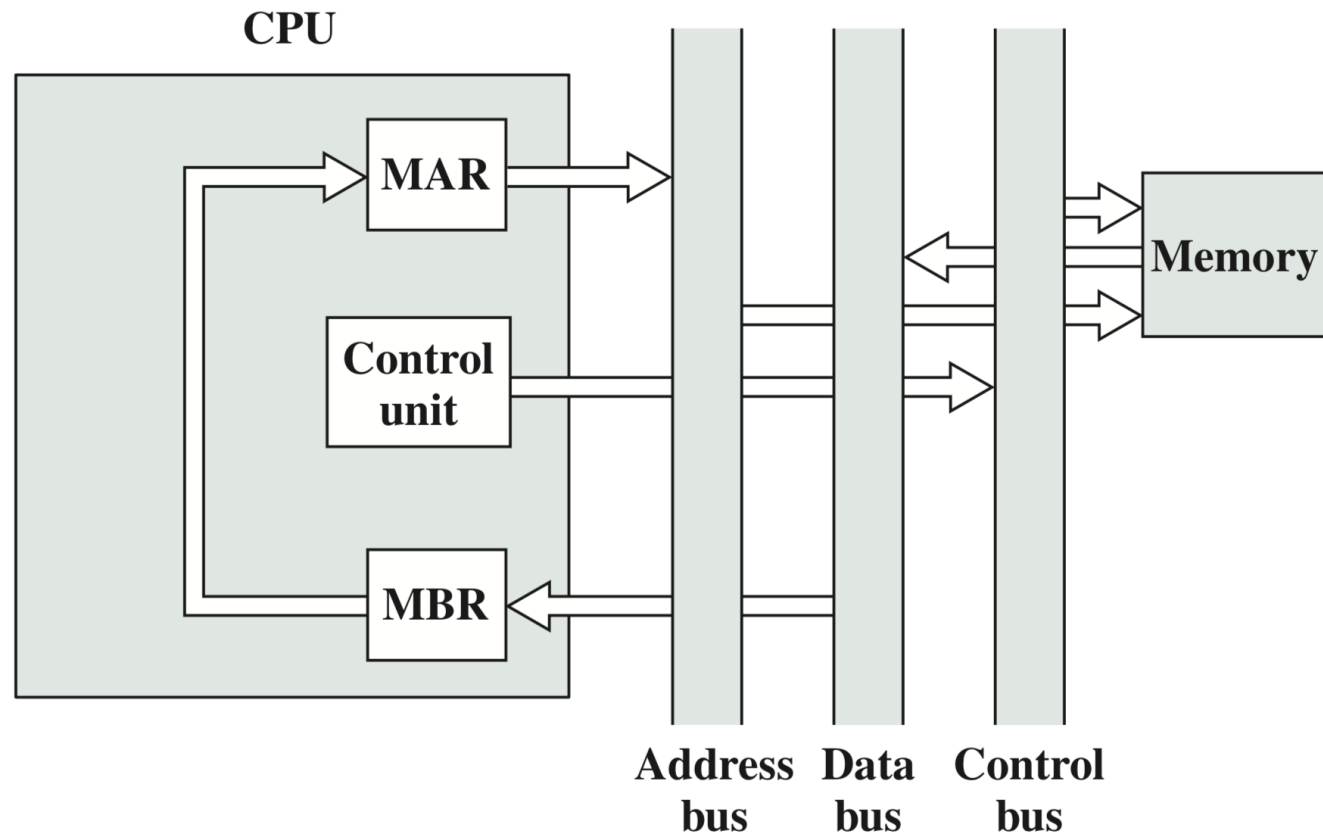 CPU
MAR
Memory
Control
unit
MBR
Address
bus
Data
bus
Control
bus